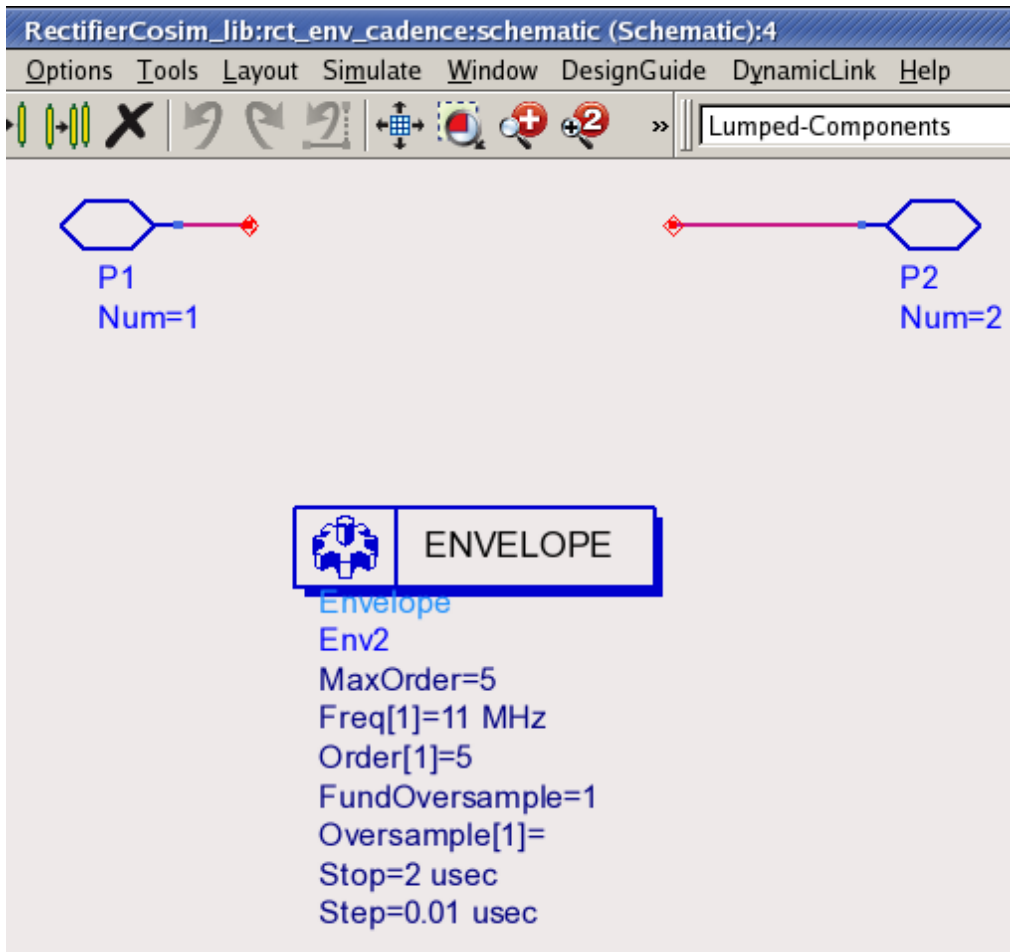 RectifierCosim_lib:rct_env_cadence:schematic (Schematic):4
Options Tools Layout Simulate Window DesignGuide DynamicLink Help
2 » Lumped-Components
P1
Num=1
P2
Num=2
ENVELOPE
Envelope
Env2
MaxOrder=5
Freq[1]=11 MHz
Order[1]=5
FundOversample=1
Oversample[1]=
Stop=2 usec
Step=0.01 usec